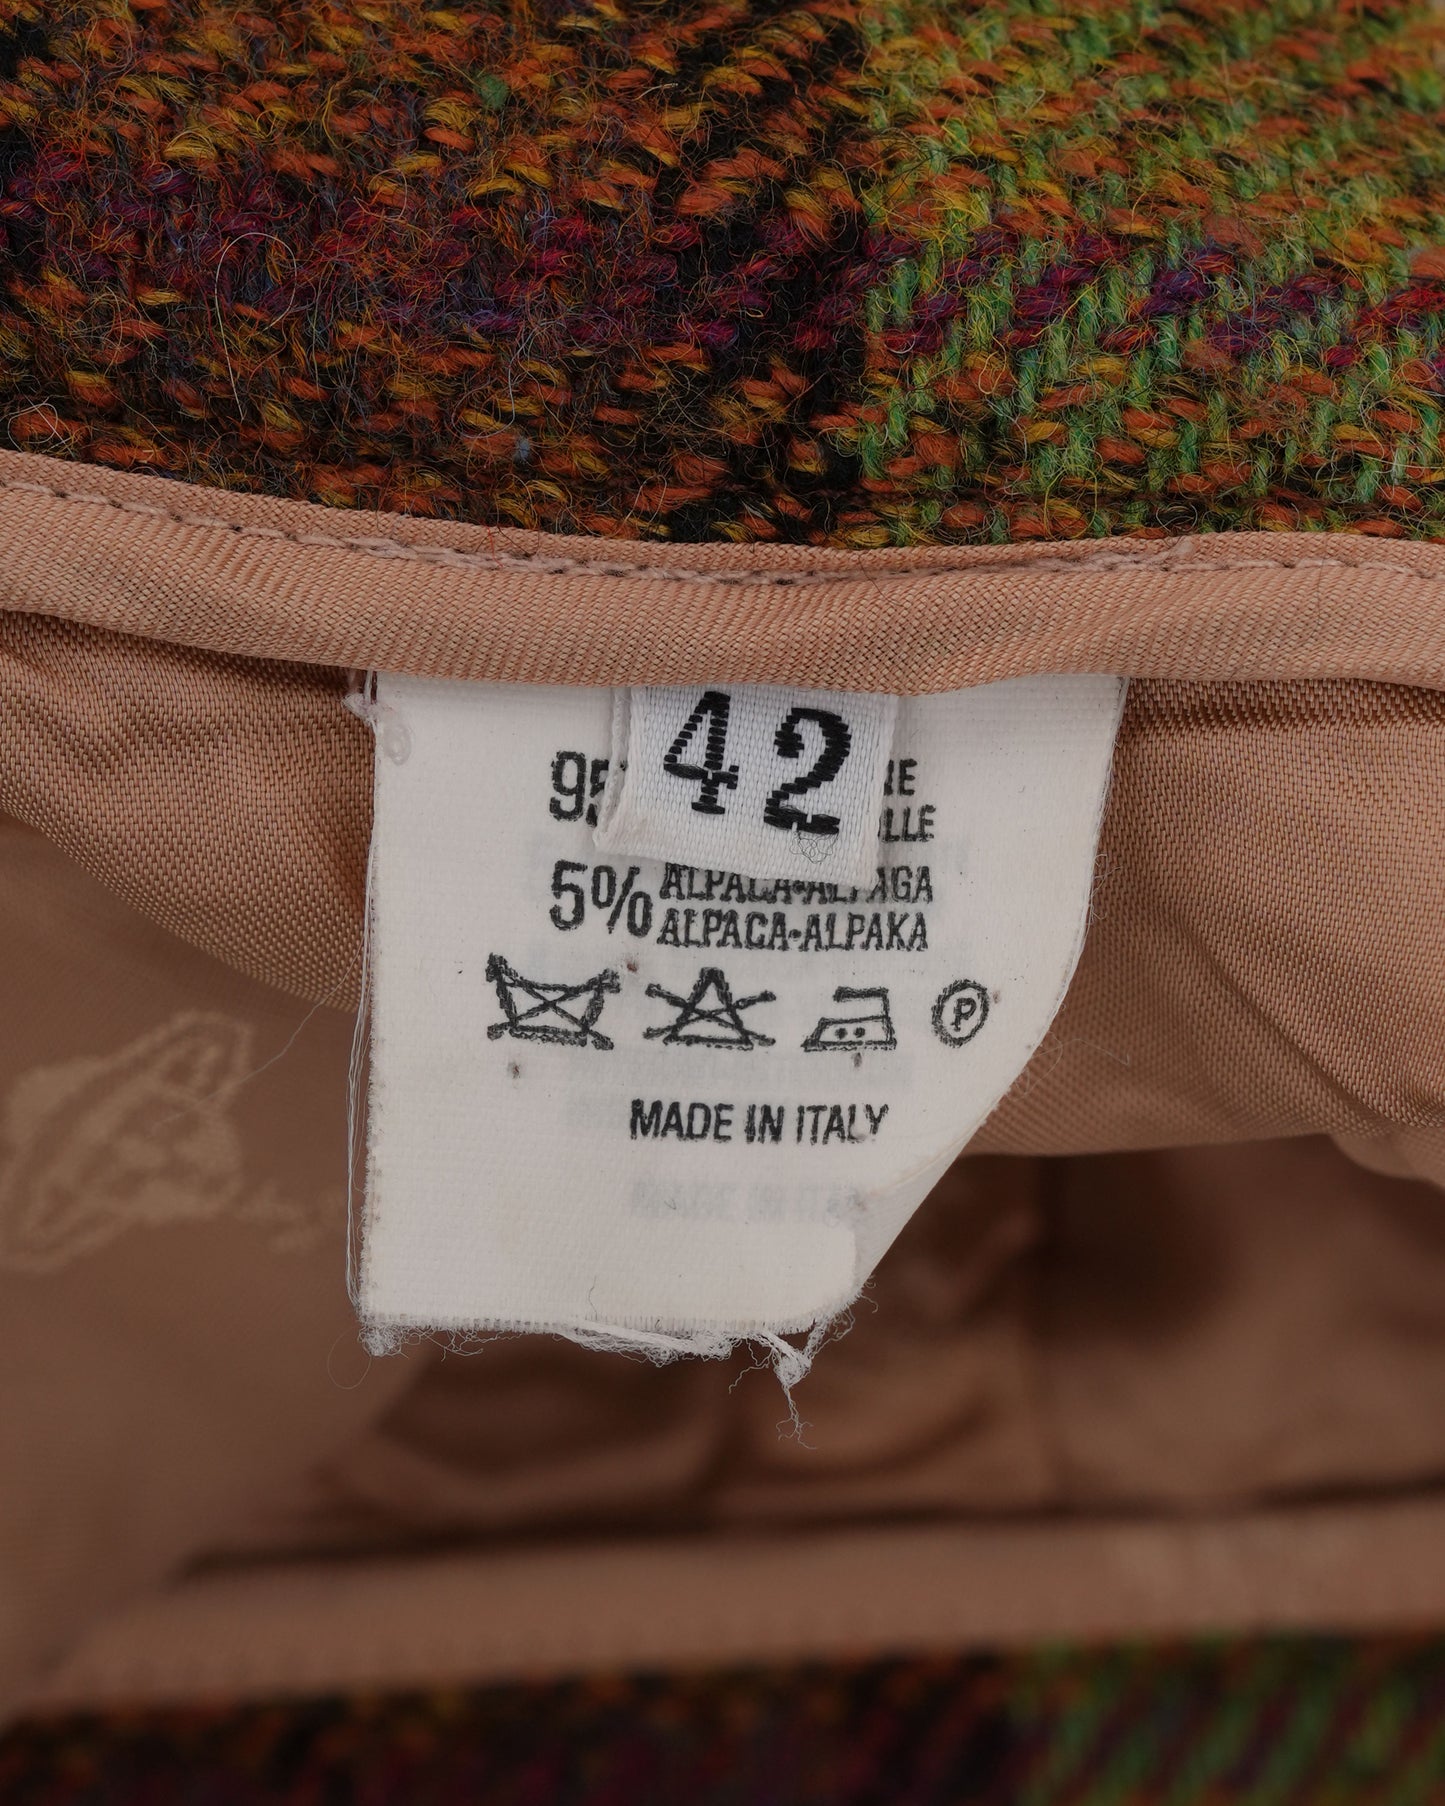 42
5% ALPACA•ALPAGA
ALPACA•ALPAKA
P
MADE IN ITALY